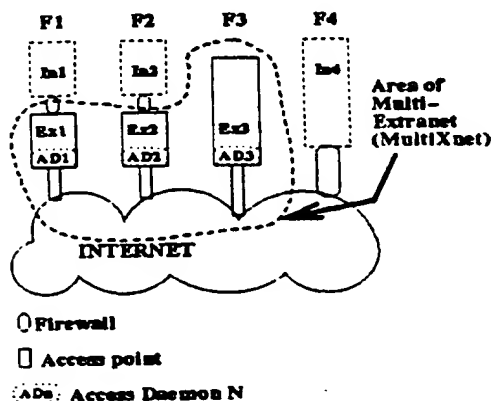 F1 F2 F3 F4
In1 In2 In4
Area of
Multi-
Extranet
(MultiXnet)
Ex1 Ex2 Ex3
AD1 AD2 AD3
INTERNET
Firewall
Access point
ADn: Access Daemon N